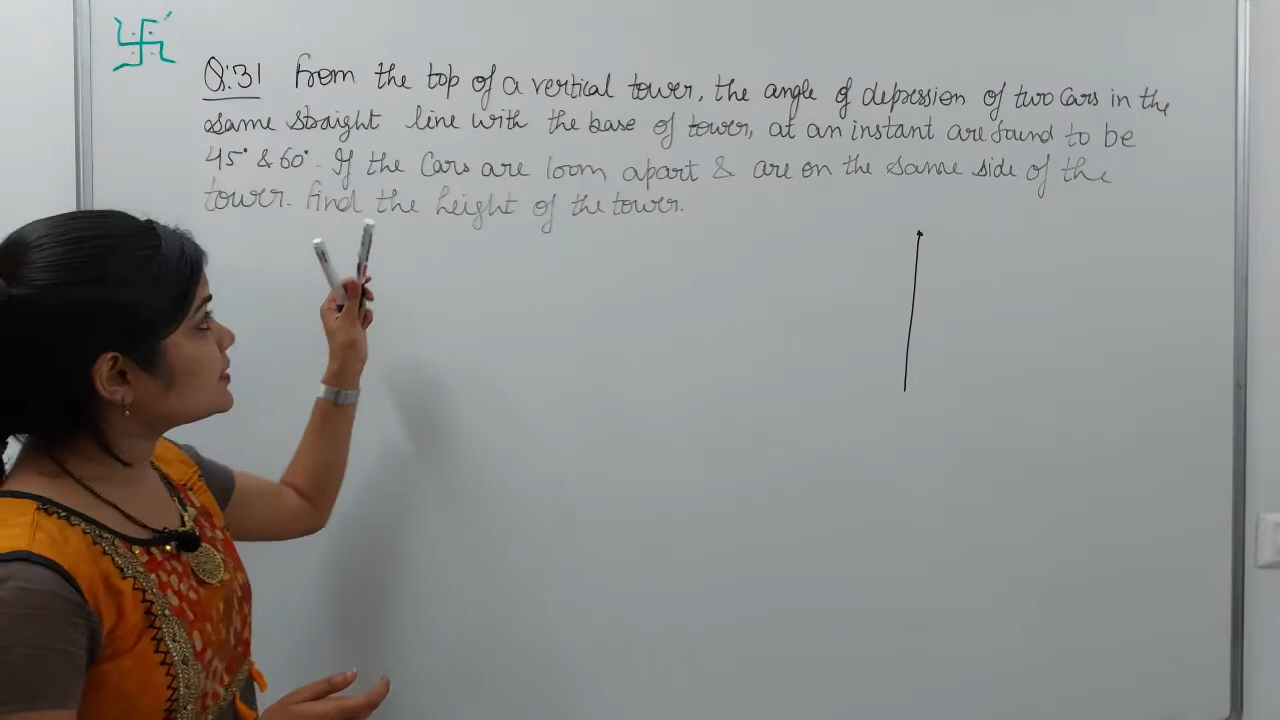 Q:31 From the top of a vertical tower, the angle of depression of two cars in the
same straight line with the base of tower, at an instant are found to be
45° & 60°. If the cars are 100m apart & are on the same side of the
tower. Find the height of the tower.